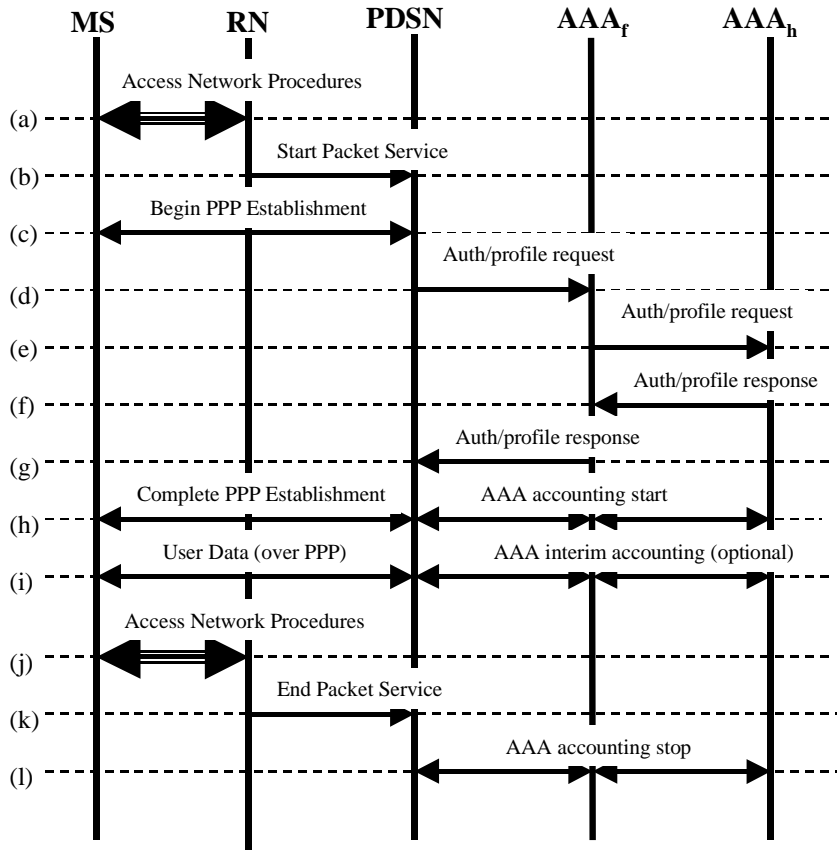 MS RN PDSN AAAf AAAh
Access Network Procedures
(a)
Start Packet Service
(b)
Begin PPP Establishment
(c)
Auth/profile request
(d)
Auth/profile request
(e)
Auth/profile response
(f)
Auth/profile response
(g)
Complete PPP Establishment AAA accounting start
(h)
User Data (over PPP) AAA interim accounting (optional)
(i)
Access Network Procedures
(j)
End Packet Service
(k)
AAA accounting stop
(l)